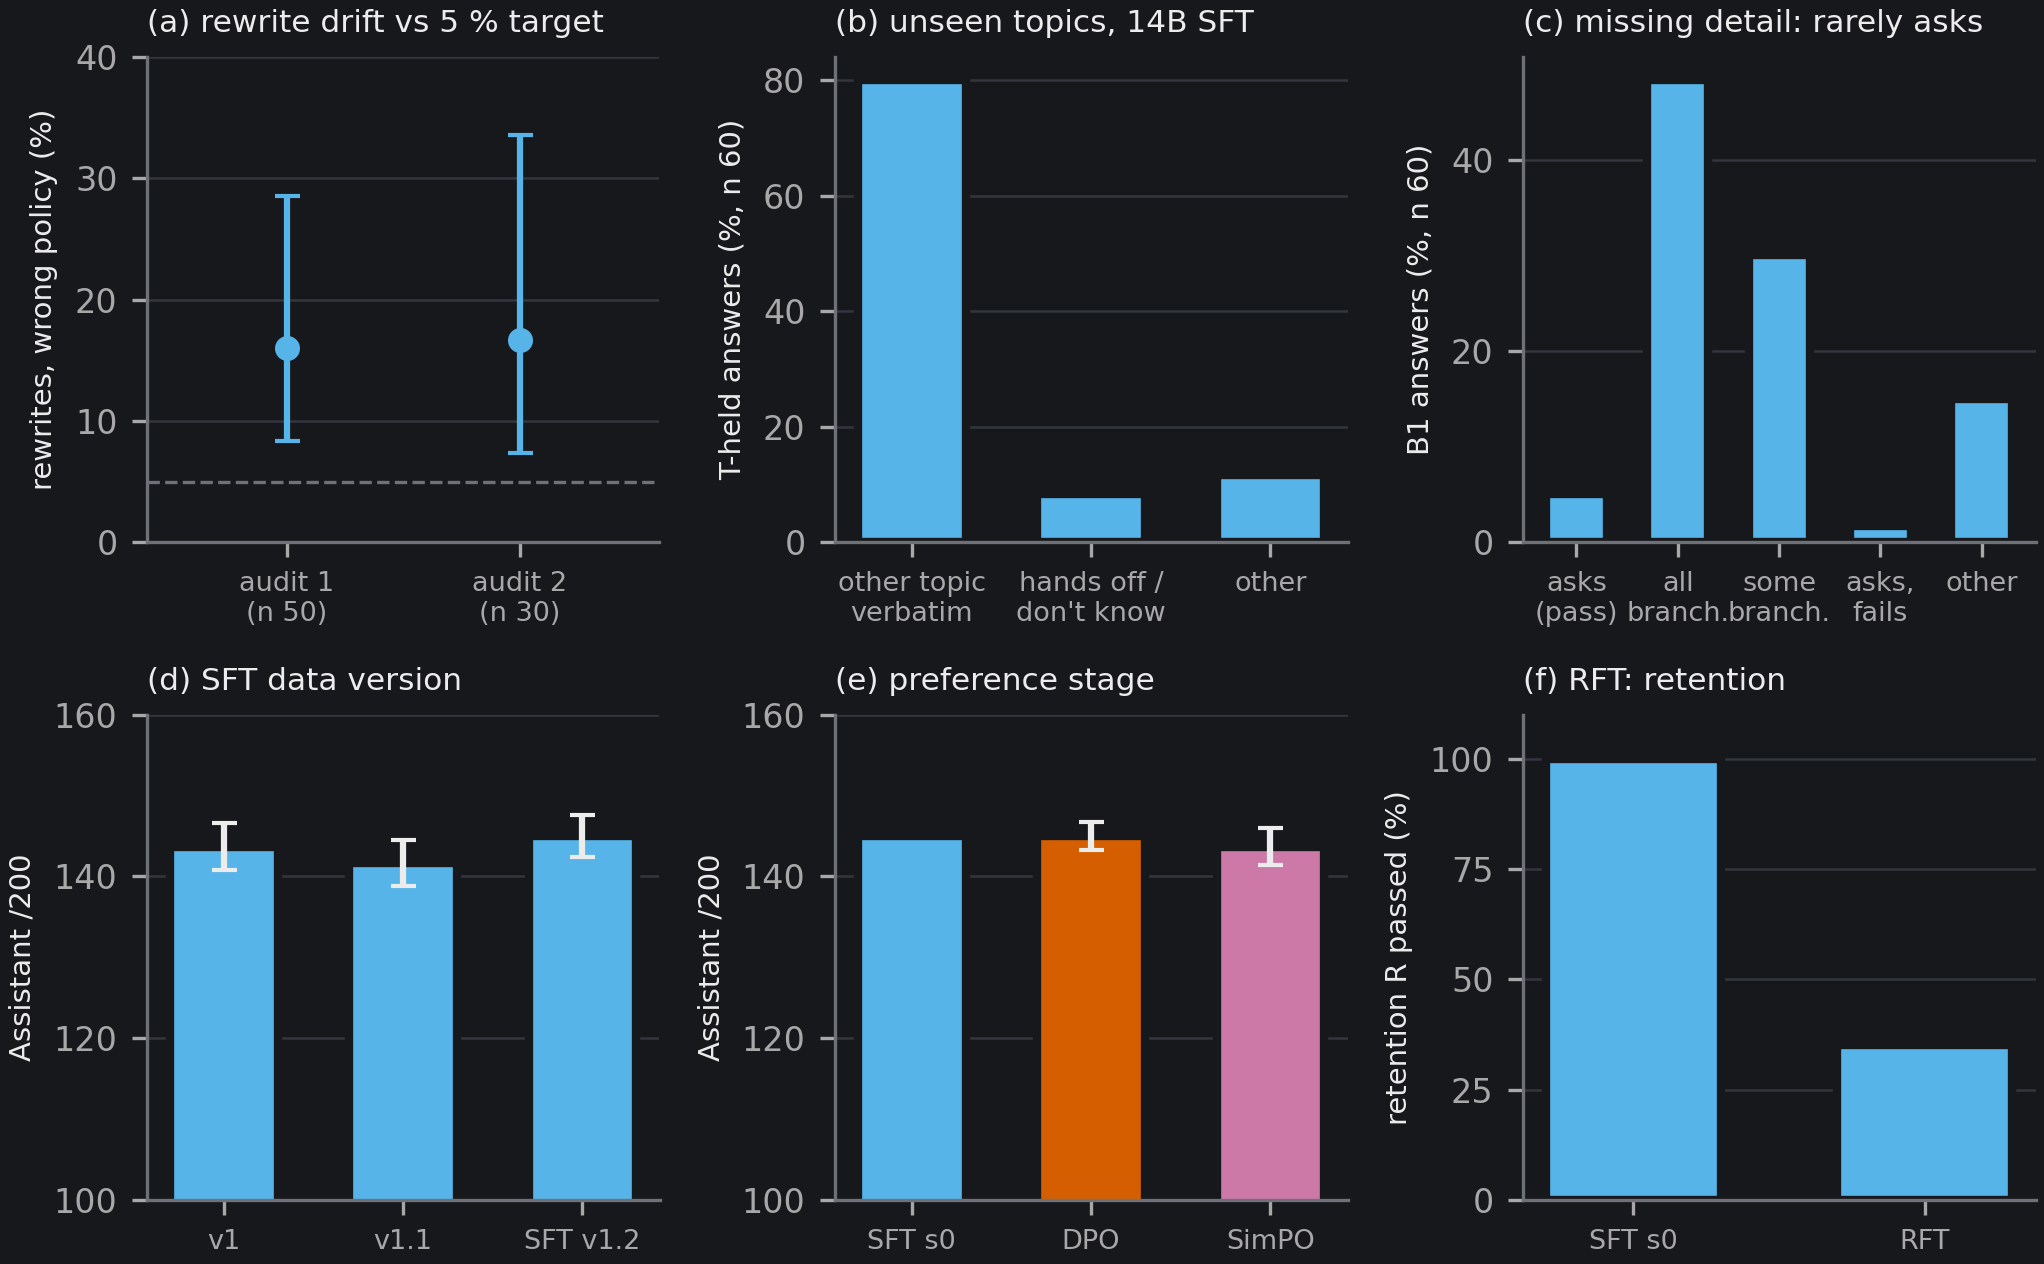 (a) rewrite drift vs 5 % target
rewrites, wrong policy (%)
40
30
20
10
0
audit 1
(n 50)
audit 2
(n 30)
(b) unseen topics, 14B SFT
T-held answers (%, n 60)
80
60
40
20
0
other topic
verbatim
hands off /
don't know
other
(c) missing detail: rarely asks
B1 answers (%, n 60)
40
20
0
asks
(pass)
all
branch.
some
branch.
asks,
fails
other
(d) SFT data version
Assistant /200
160
140
120
100
v1
v1.1
SFT v1.2
(e) preference stage
Assistant /200
160
140
120
100
SFT s0
DPO
SimPO
(f) RFT: retention
retention R passed (%)
100
75
50
25
0
SFT s0
RFT